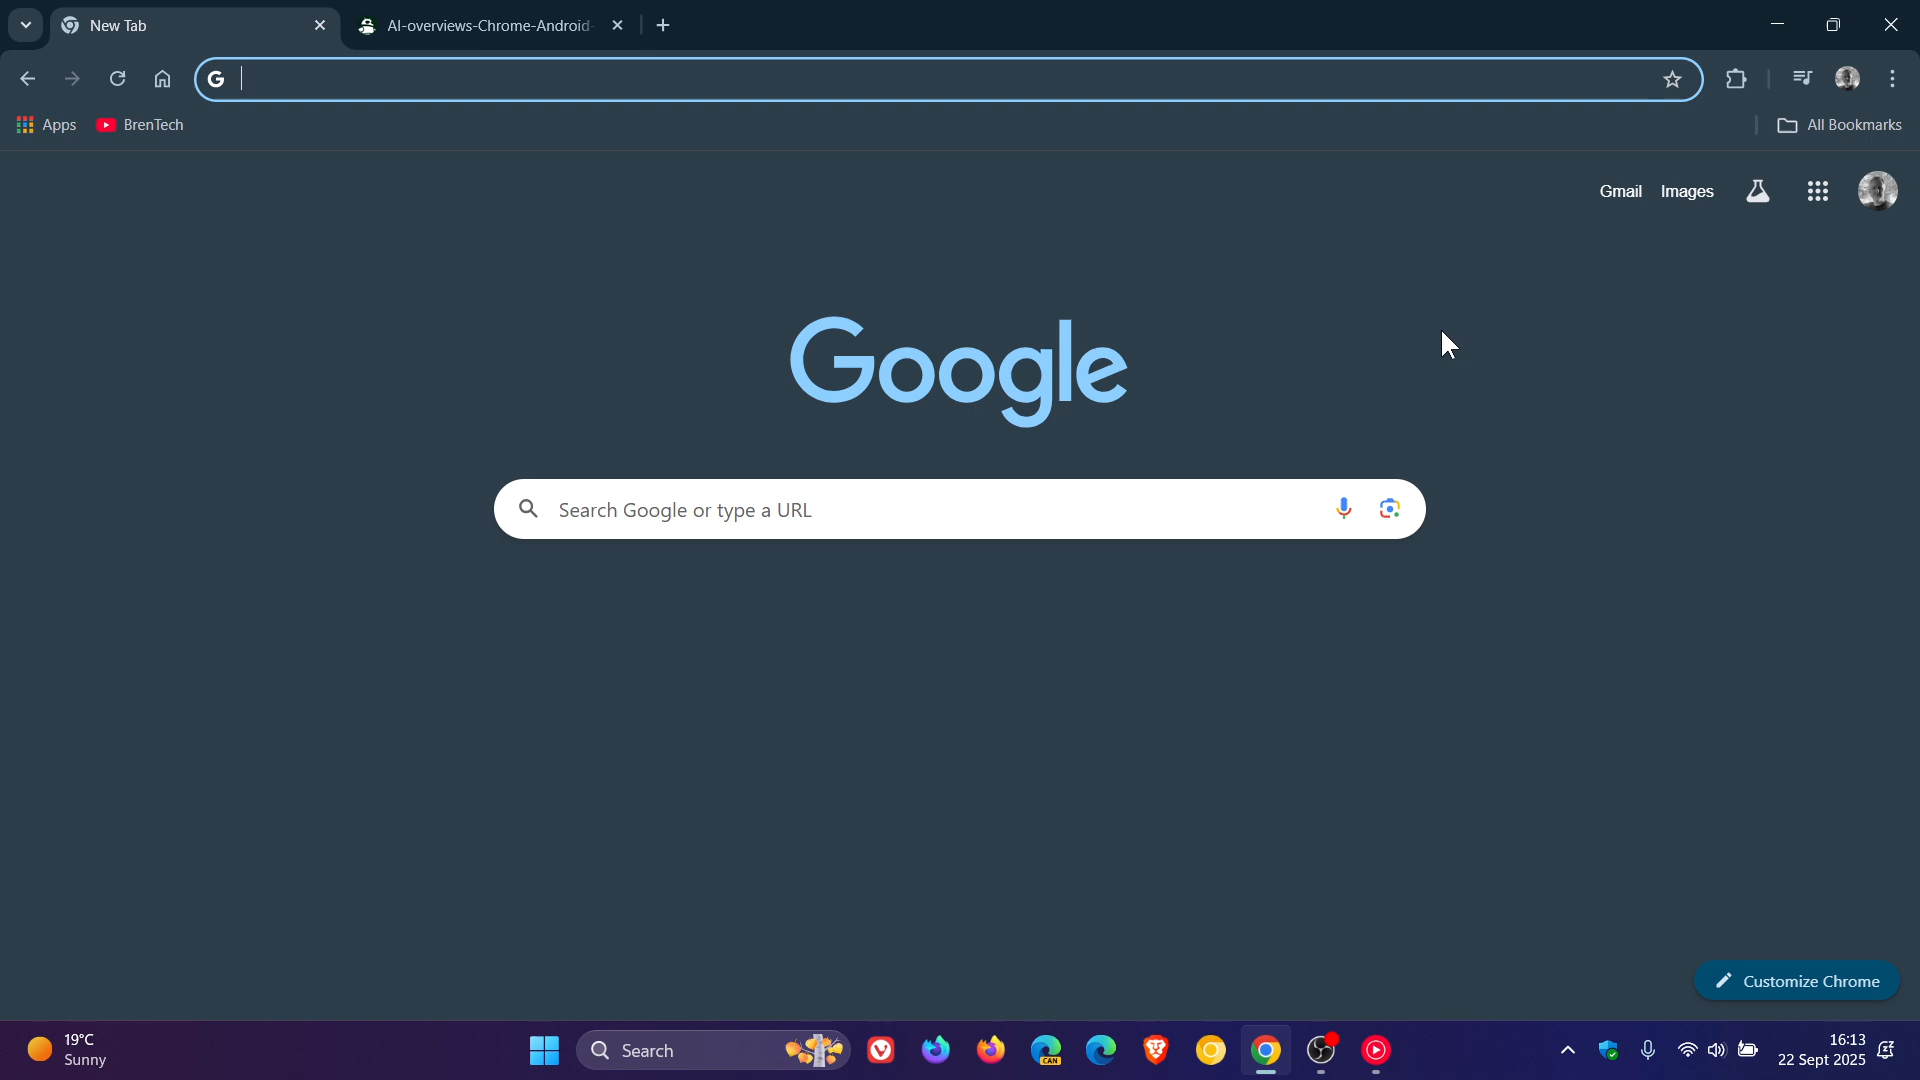 New Tab
AI-overviews-Chrome-Android-
Apps
BrenTech
All Bookmarks
Gmail
Images
Google
Search Google or type a URL
Customize Chrome
19°C
Sunny
Search
CAN
16:13
22 Sept 2025